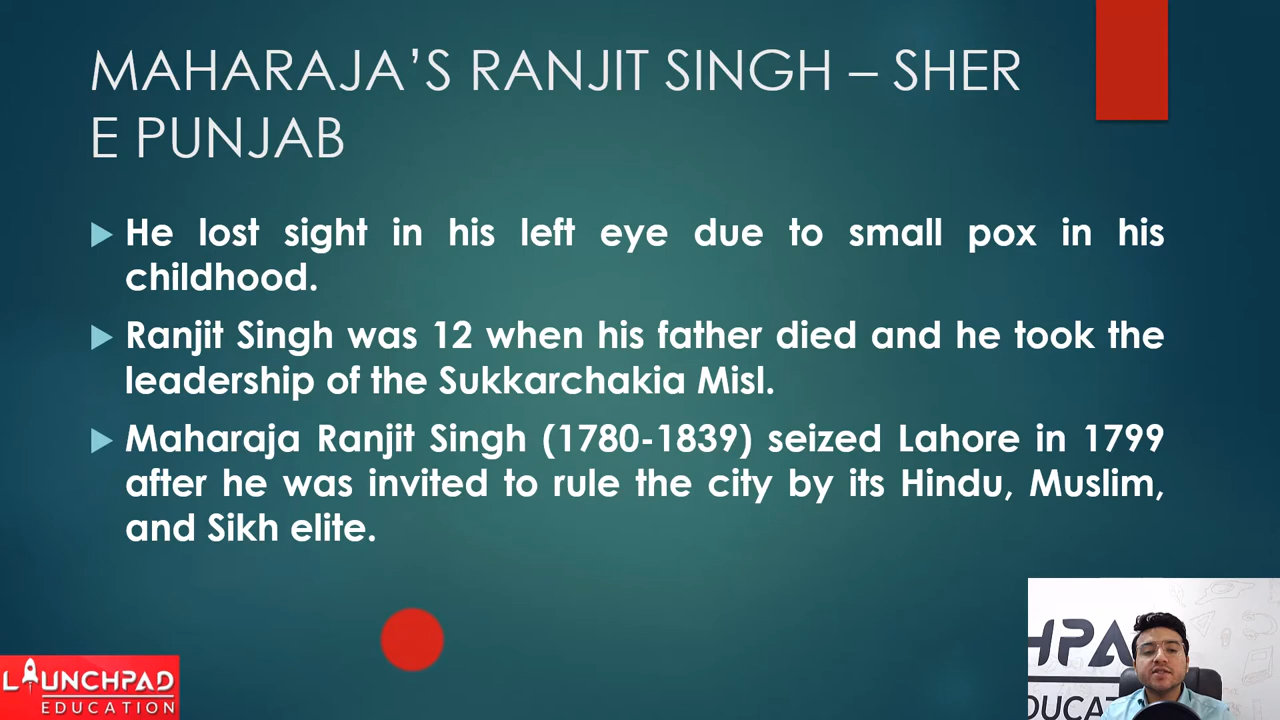 MAHARAJA’S RANJIT SINGH – SHER
E PUNJAB
He lost sight in his left eye due to small pox in his
childhood.
Ranjit Singh was 12 when his father died and he took the
leadership of the Sukkarchakia Misl.
Maharaja Ranjit Singh (1780-1839) seized Lahore in 1799
after he was invited to rule the city by its Hindu, Muslim,
and Sikh elite.
LAUNCHPAD
EDUCATION
HPA
DUCAT